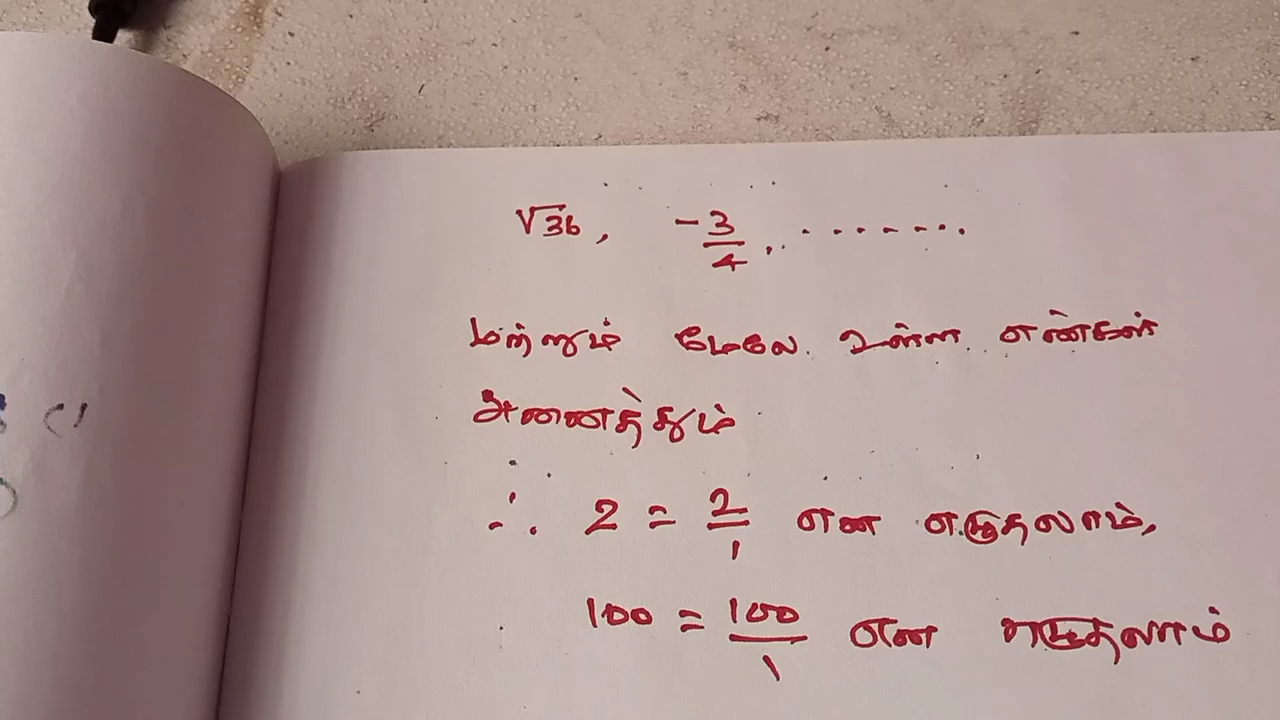 √36, -3/4, ........
மற்றும் மேலே உள்ள எண்கள்
அனைத்தும்
∴ 2 = 2/1 என எழுதலாம்,
100 = 100/1 என எழுதலாம்